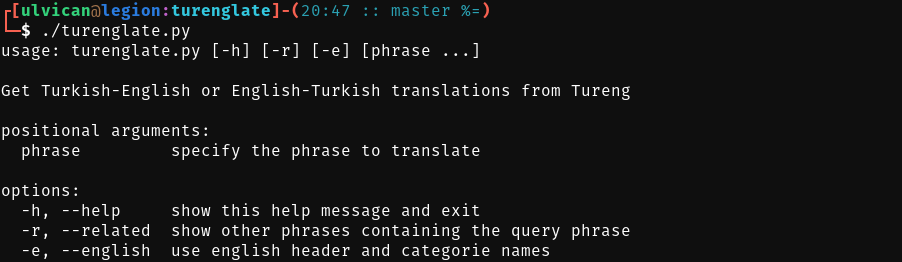 ┌[ulvican@legion:turenglate]-(20:47 :: master %=)
└─$ ./turenglate.py
usage: turenglate.py [-h] [-r] [-e] [phrase ...]

Get Turkish-English or English-Turkish translations from Tureng

positional arguments:
  phrase         specify the phrase to translate

options:
  -h, --help     show this help message and exit
  -r, --related  show other phrases containing the query phrase
  -e, --english  use english header and categorie names